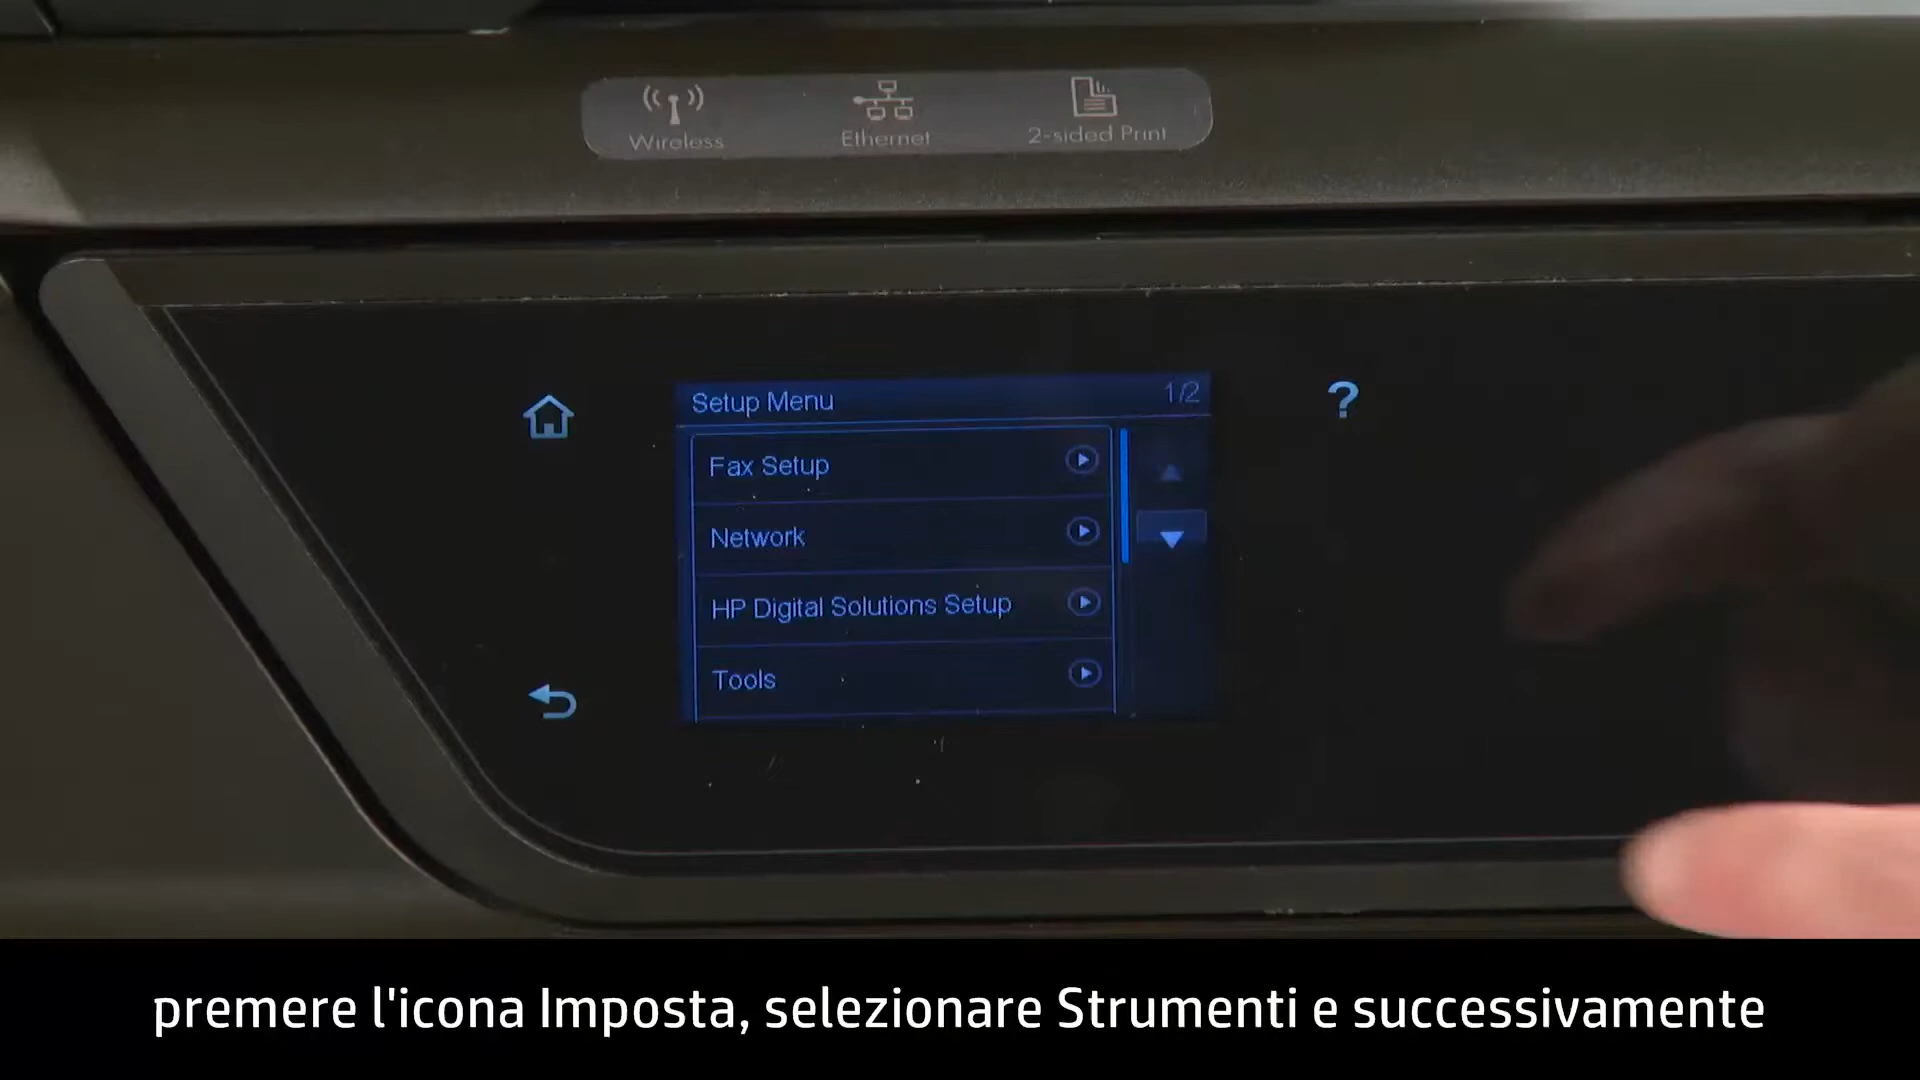 Wireless
Ethernet
2-sided Print
Setup Menu
1/2
?
Fax Setup
Network
HP Digital Solutions Setup
Tools
premere l'icona Imposta, selezionare Strumenti e successivamente